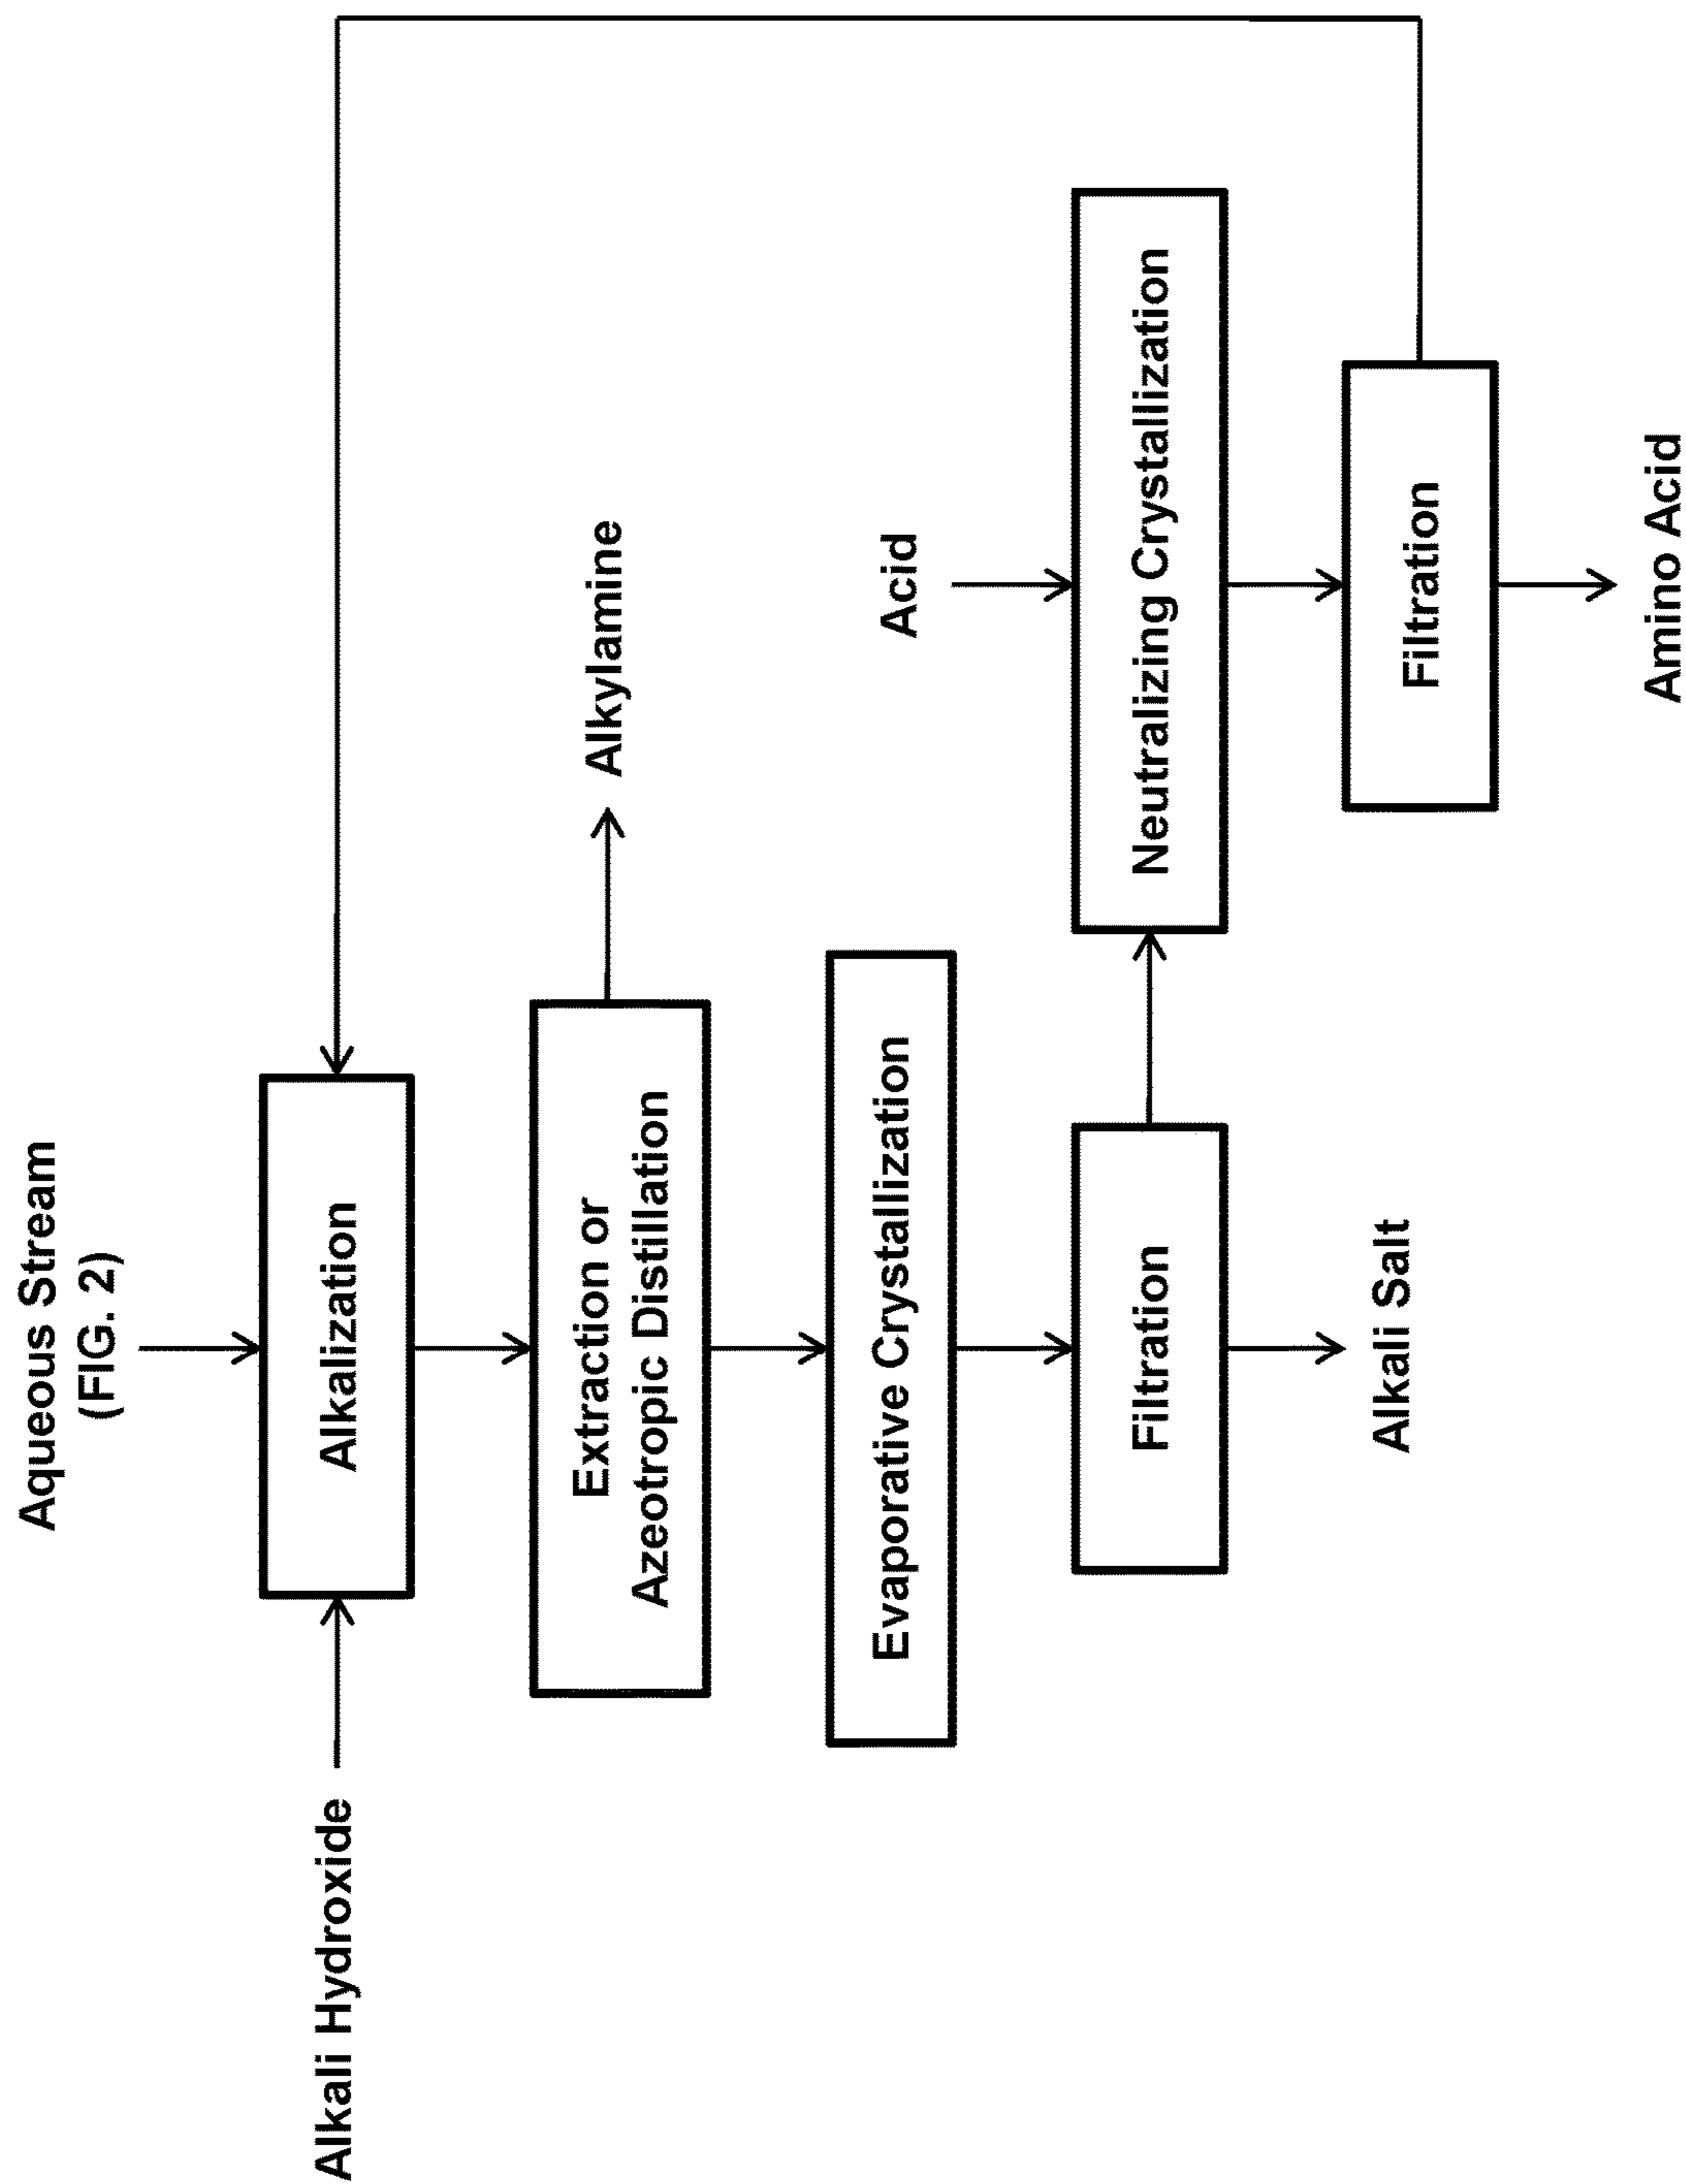 Aqueous Stream
(FIG. 2)
Alkali Hydroxide
Alkalization
Extraction or
Azeotropic Distillation
Alkylamine
Evaporative Crystallization
Filtration
Alkali Salt
Acid
Neutralizing Crystallization
Filtration
Amino Acid